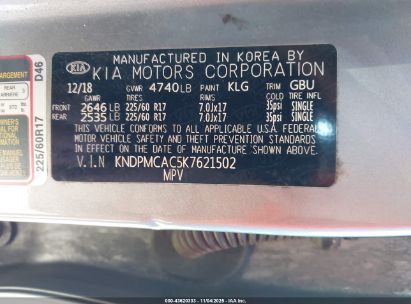 MANUFACTURED IN KOREA BY
KIA KIA MOTORS CORPORATION
12/18 GVWR 4740 LB PAINT KLG TRIM GBU
GAWR TIRES RIMS COLD TIRE INFL
FRONT 2646 LB 225/60 R17 7.0Jx17 35psi SINGLE
REAR 2535 LB 225/60 R17 7.0Jx17 35psi SINGLE
THIS VEHICLE CONFORMS TO ALL APPLICABLE FEDERAL
MOTOR VEHICLE SAFETY AND THEFT PREVENTION STANDARDS
IN EFFECT ON THE DATE OF MANUFACTURE SHOWN ABOVE.
V.I.N KNDPMCAC5K7621502
MPV
225/60R17 D46